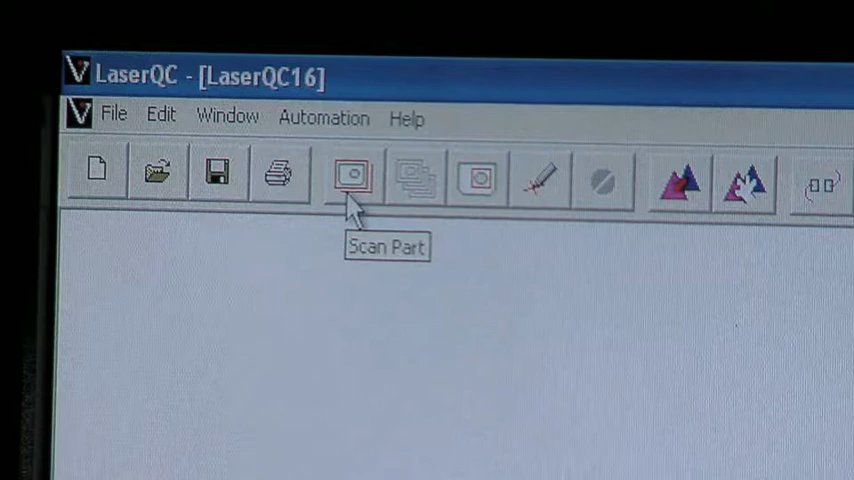 LaserQC - [LaserQC16]
File Edit Window Automation Help
Scan Part